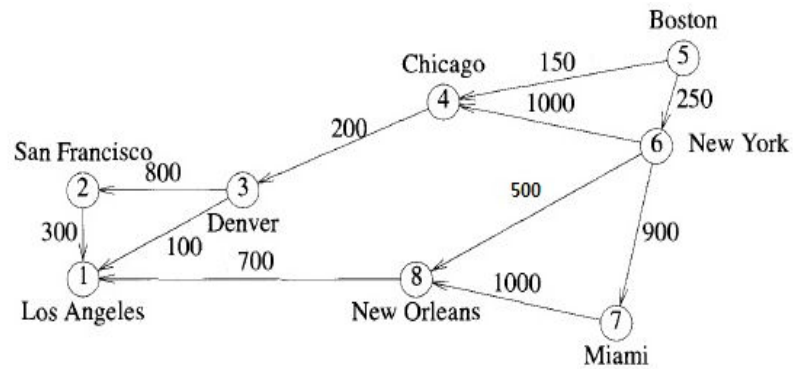 Boston
5
150
Chicago
4
1000
250
6
New York
200
San Francisco
2
800
3
Denver
500
300
100
900
700
1
Los Angeles
8
New Orleans
1000
7
Miami